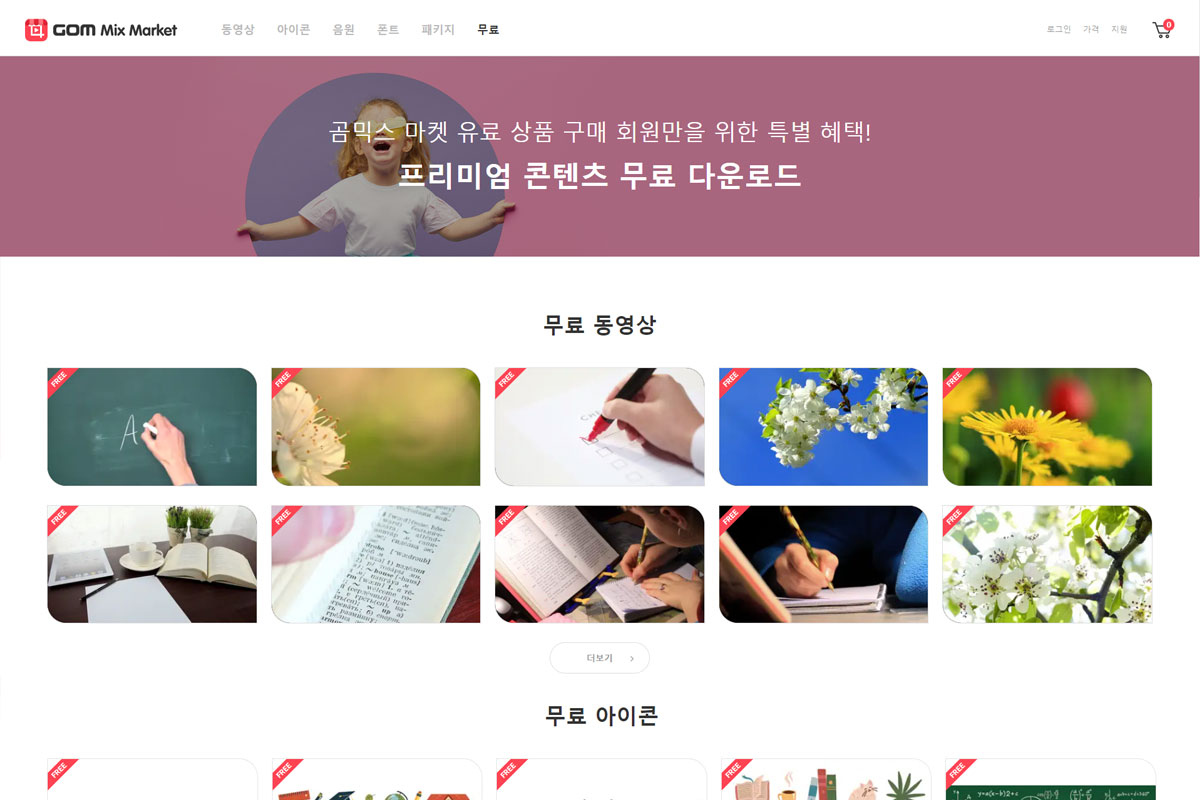 GOM Mix Market
동영상 아이콘 음원 폰트 패키지 무료
로그인 가격 지원
0
곰믹스 마켓 유료 상품 구매 회원만을 위한 특별 혜택!
프리미엄 콘텐츠 무료 다운로드
무료 동영상
FREE FREE FREE FREE FREE
A
FREE FREE FREE FREE FREE
더보기
무료 아이콘
FREE FREE FREE FREE FREE